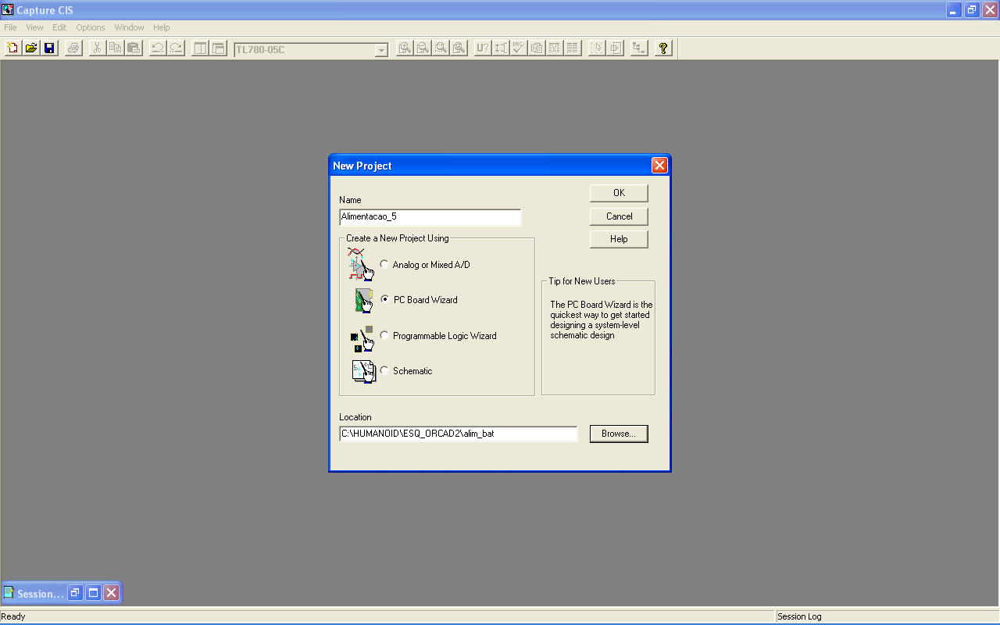 Capture CIS
File View Edit Options Window Help
TL780-05C
U? DRC
New Project
Name
OK
Alimentacao_5
Cancel
Create a New Project Using
Help
Analog or Mixed A/D
Tip for New Users
PC Board Wizard
The PC Board Wizard is the
quickest way to get started
designing a system-level
schematic design
Programmable Logic Wizard
Schematic
Location
C:\HUMANOID\ESQ_ORCAD2\alim_bat
Browse...
Session...
Ready
Session Log